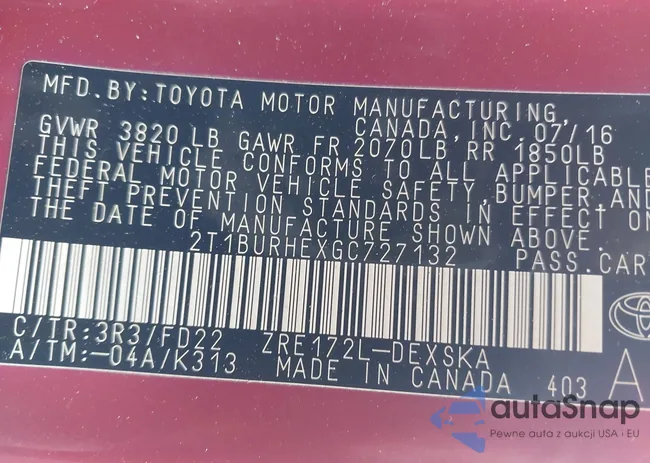 MFD.BY:TOYOTA MOTOR MANUFACTURING,
CANADA, INC. 07/16
GVWR 3820 LB GAWR FR 2070LB RR 1850LB
THIS VEHICLE CONFORMS TO ALL APPLICABLE
FEDERAL MOTOR VEHICLE SAFETY, BUMPER AND
THEFT PREVENTION STANDARDS IN EFFECT ON
THE DATE OF MANUFACTURE SHOWN ABOVE.
2T1BURHEXGC727132 PASS.CAR
C/TR:3R3/FD22 ZRE172L-DEXSKA
A/TM:-04A/K313 MADE IN CANADA 403 A
autaSnap
Pewne auta z aukcji USA i EU